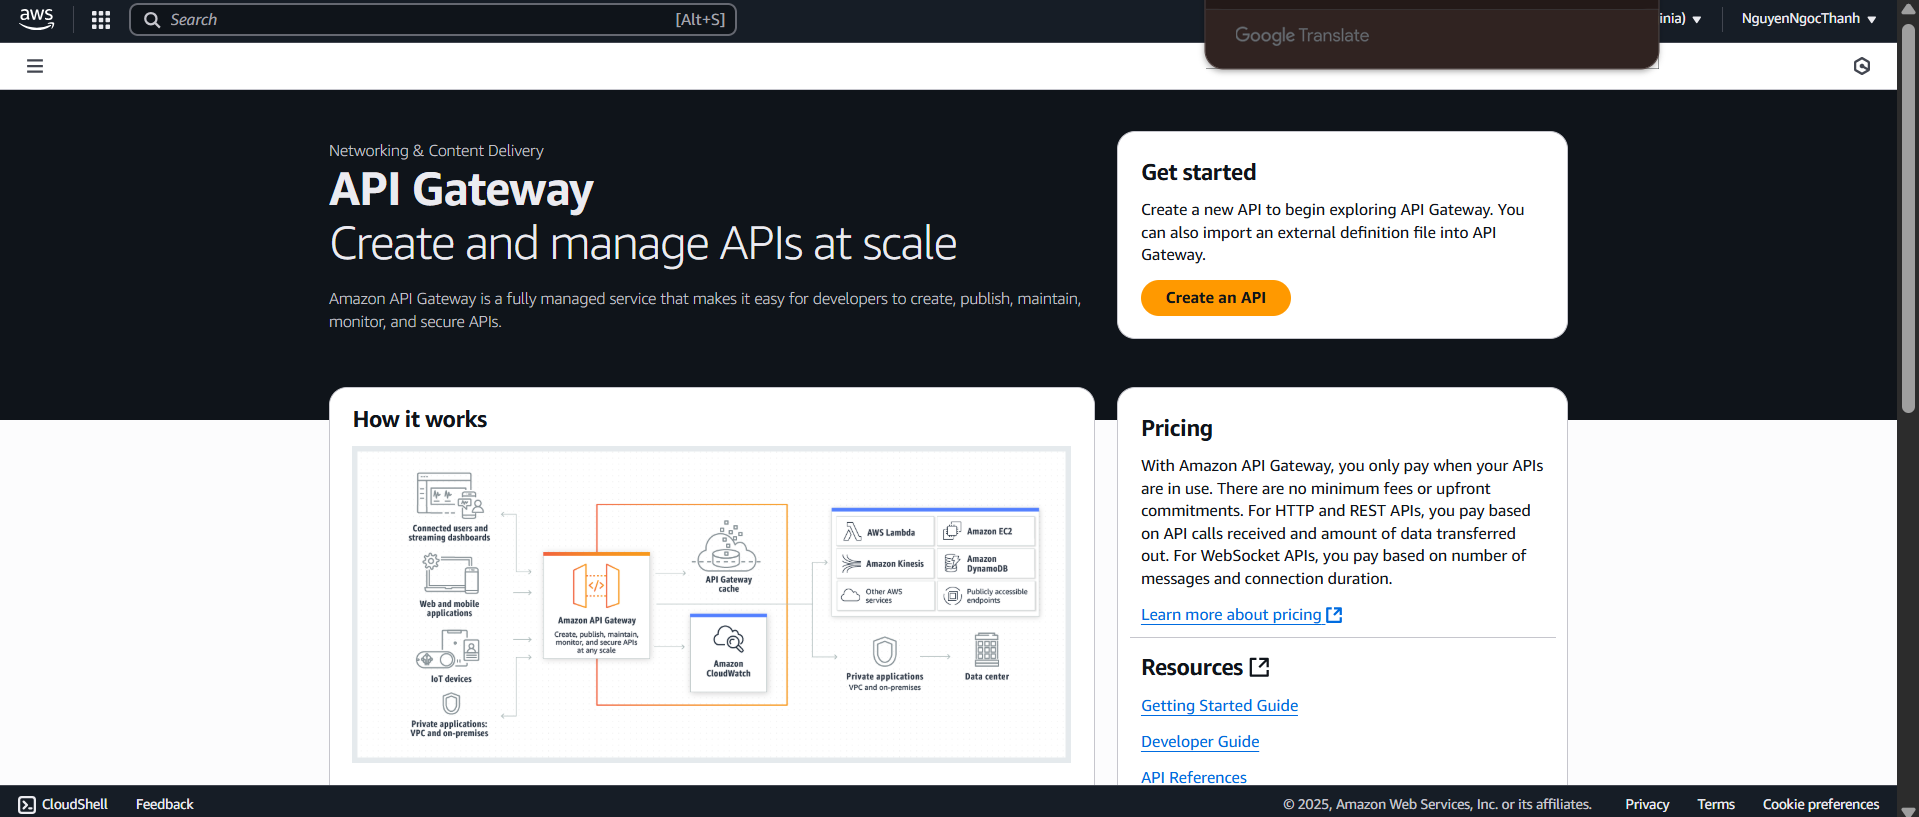 aws
Search
[Alt+S]
Google Translate
inia)
NguyenNgocThanh
Networking & Content Delivery
API Gateway
Create and manage APIs at scale
Amazon API Gateway is a fully managed service that makes it easy for developers to create, publish, maintain,
monitor, and secure APIs.
Get started
Create a new API to begin exploring API Gateway. You
can also import an external definition file into API
Gateway.
Create an API
How it works
Connected users and
streaming dashboards
Web and mobile
applications
IoT devices
Private applications:
VPC and on-premises
Amazon API Gateway
Create, publish, maintain,
monitor, and secure APIs
at any scale
API Gateway
cache
Amazon
CloudWatch
AWS Lambda
Amazon EC2
Amazon Kinesis
Amazon
DynamoDB
Other AWS
services
Publicly accessible
endpoints
Private applications
VPC and on-premises
Data center
Pricing
With Amazon API Gateway, you only pay when your APIs
are in use. There are no minimum fees or upfront
commitments. For HTTP and REST APIs, you pay based
on API calls received and amount of data transferred
out. For WebSocket APIs, you pay based on number of
messages and connection duration.
Learn more about pricing
Resources
Getting Started Guide
Developer Guide
API References
CloudShell
Feedback
© 2025, Amazon Web Services, Inc. or its affiliates.
Privacy
Terms
Cookie preferences